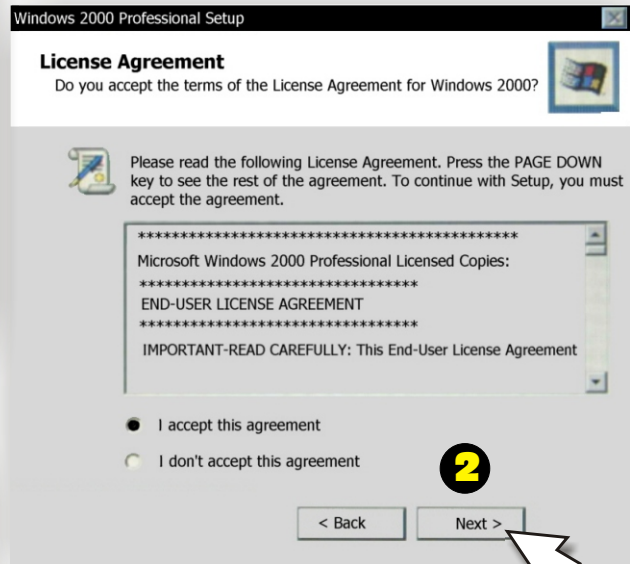 Windows 2000 Professional Setup
License Agreement
Do you accept the terms of the License Agreement for Windows 2000?
Please read the following License Agreement. Press the PAGE DOWN
key to see the rest of the agreement. To continue with Setup, you must
accept the agreement.
*********************************************
Microsoft Windows 2000 Professional Licensed Copies:
*********************************
END-USER LICENSE AGREEMENT
*********************************
IMPORTANT-READ CAREFULLY: This End-User License Agreement
I accept this agreement
I don't accept this agreement
2
< Back
Next >